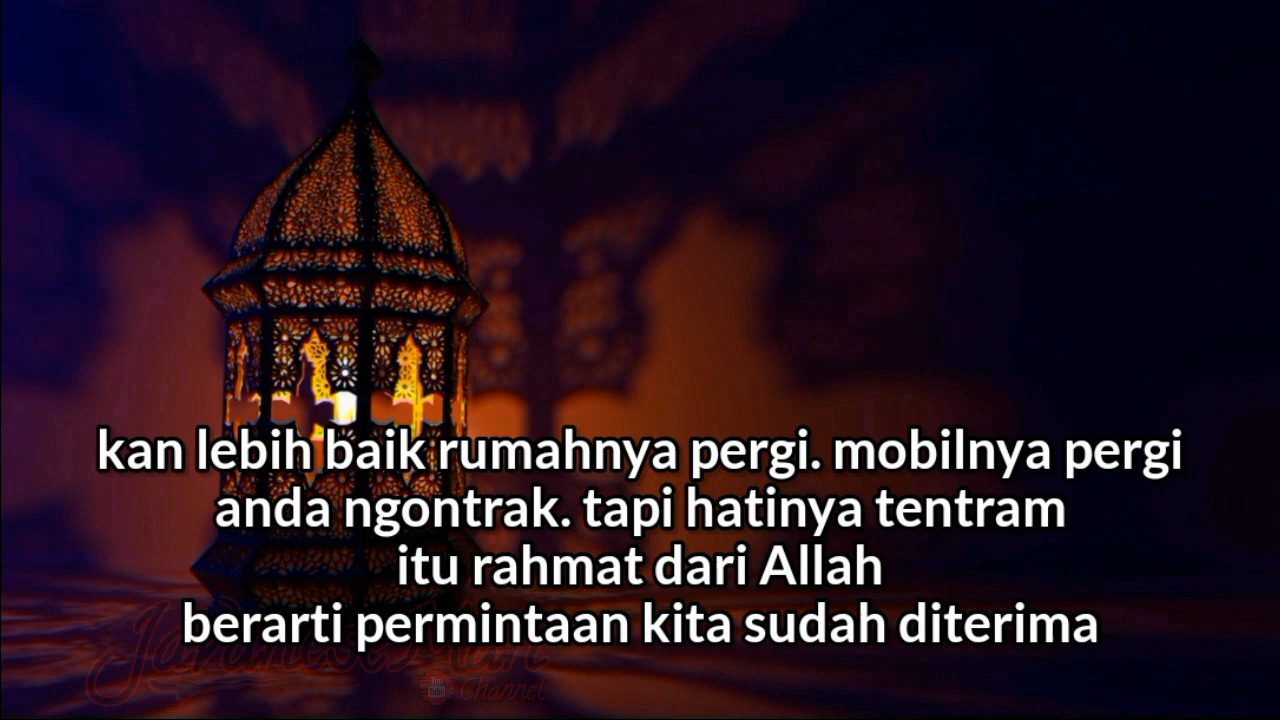 kan lebih baik rumahnya pergi. mobilnya pergi
anda ngontrak. tapi hatinya tentram
itu rahmat dari Allah
berarti permintaan kita sudah diterima
Channel